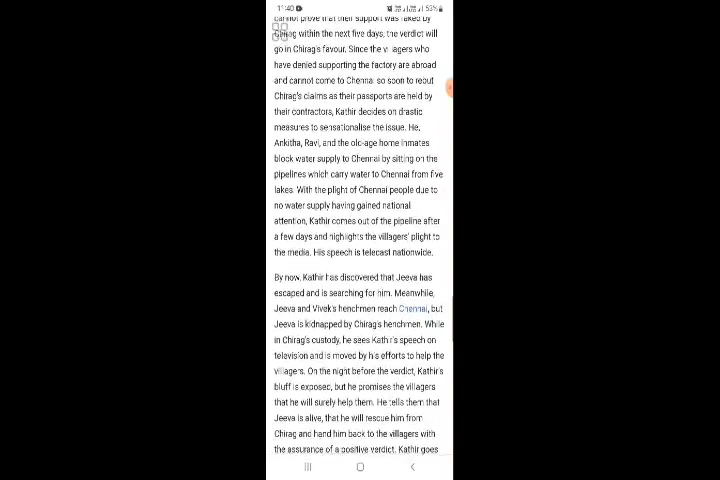 11:40
53%
cannot prove that their support was faked by
Chirag within the next five days, the verdict will
go in Chirag's favour. Since the villagers who
have denied supporting the factory are abroad
and cannot come to Chennai so soon to rebut
Chirag's claims as their passports are held by
their contractors, Kathir decides on drastic
measures to sensationalise the issue. He,
Ankitha, Ravi, and the old-age home inmates
block water supply to Chennai by sitting on the
pipelines which carry water to Chennai from five
lakes. With the plight of Chennai people due to
no water supply having gained national
attention, Kathir comes out of the pipeline after
a few days and highlights the villagers' plight to
the media. His speech is telecast nationwide.
By now, Kathir has discovered that Jeeva has
escaped and is searching for him. Meanwhile,
Jeeva and Vivek's henchmen reach Chennai, but
Jeeva is kidnapped by Chirag's henchmen. While
in Chirag's custody, he sees Kathir's speech on
television and is moved by his efforts to help the
villagers. On the night before the verdict, Kathir's
bluff is exposed, but he promises the villagers
that he will surely help them. He tells them that
Jeeva is alive, that he will rescue him from
Chirag and hand him back to the villagers with
the assurance of a positive verdict. Kathir goes